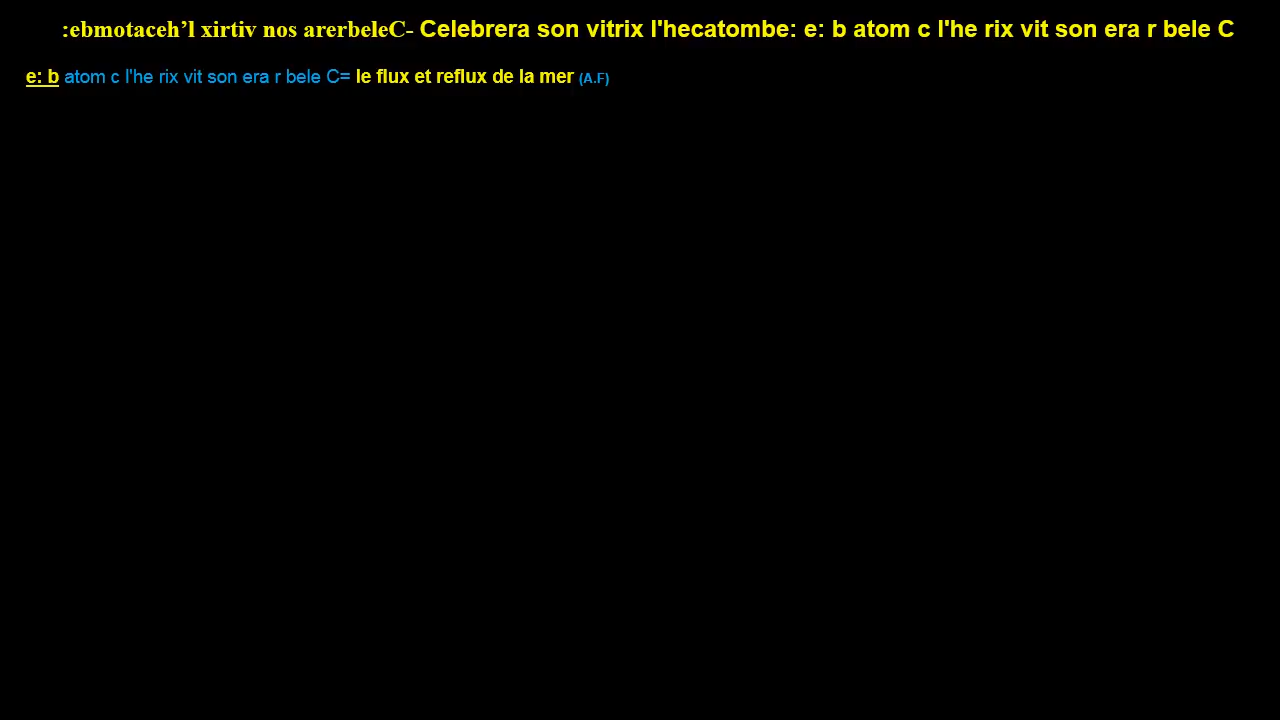 :ebmotaceh’l xirtiv nos arerbeleC- Celebrera son vitrix l'hecatombe: e: b atom c l'he rix vit son era r bele C
e: b atom c l'he rix vit son era r bele C= le flux et reflux de la mer (A.F)